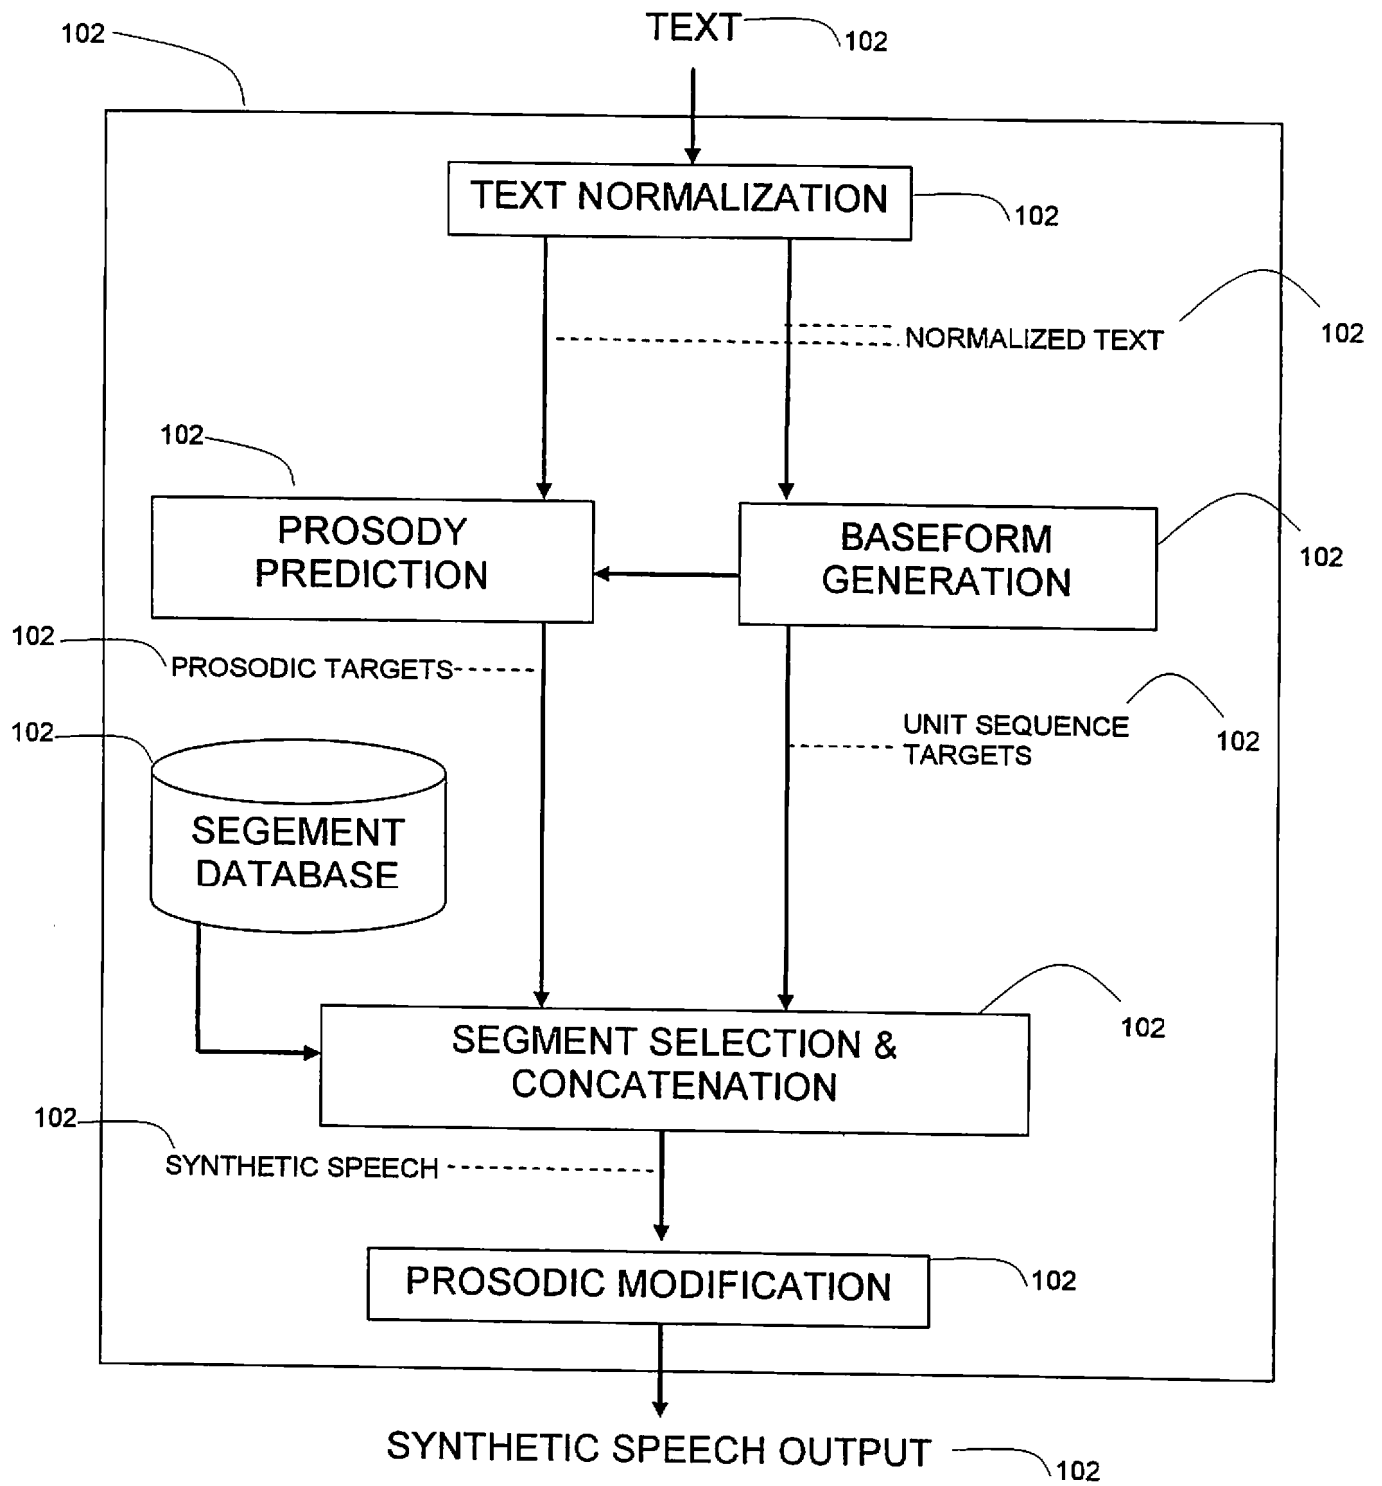 TEXT
102
102
TEXT NORMALIZATION
102
NORMALIZED TEXT
102
102
PROSODY
PREDICTION
BASEFORM
GENERATION
102
102
PROSODIC TARGETS
UNIT SEQUENCE
TARGETS
102
102
SEGEMENT
DATABASE
SEGMENT SELECTION &
CONCATENATION
102
102
SYNTHETIC SPEECH
PROSODIC MODIFICATION
102
SYNTHETIC SPEECH OUTPUT
102